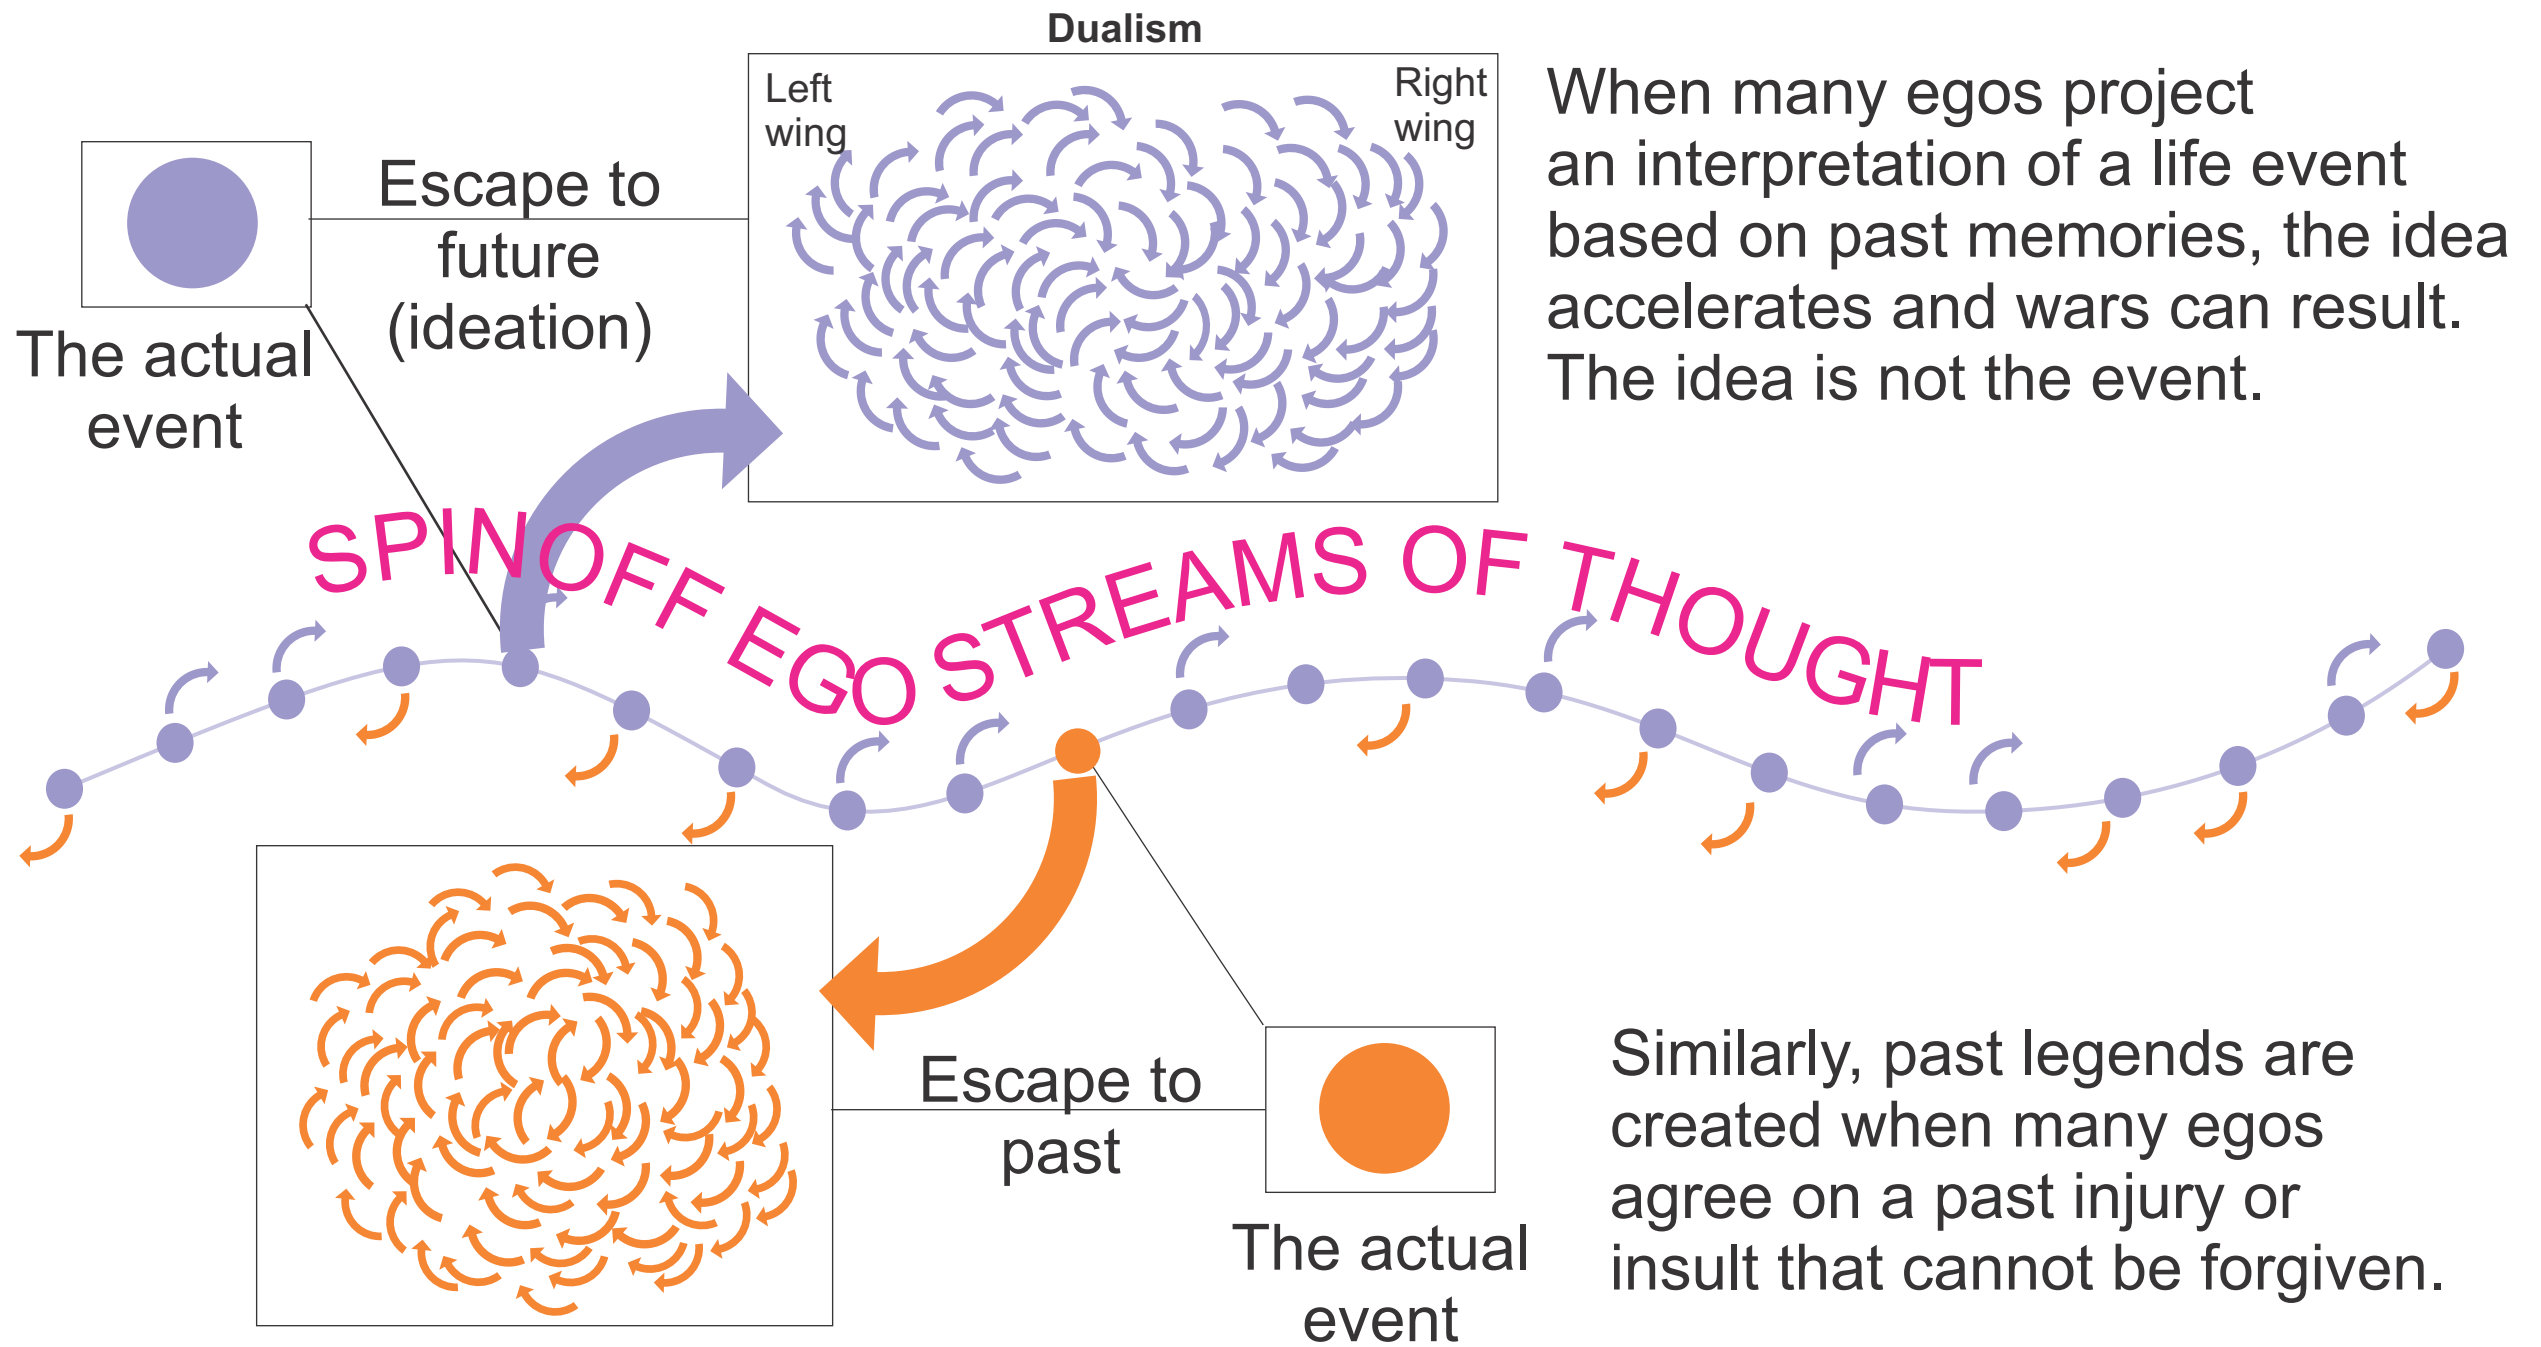 Dualism
Left
wing
Right
wing
When many egos project
an interpretation of a life event
based on past memories, the idea
accelerates and wars can result.
The idea is not the event.
Escape to
future
(ideation)
The actual
event
SPINOFF EGO STREAMS OF THOUGHT
Escape to
past
The actual
event
Similarly, past legends are
created when many egos
agree on a past injury or
insult that cannot be forgiven.